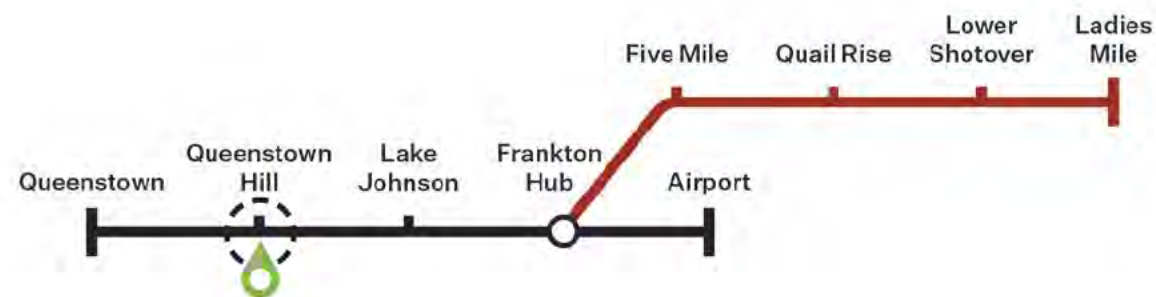 Five Mile
Quail Rise
Lower
Shotover
Ladies
Mile
Queenstown
Queenstown
Hill
Lake
Johnson
Frankton
Hub
Airport